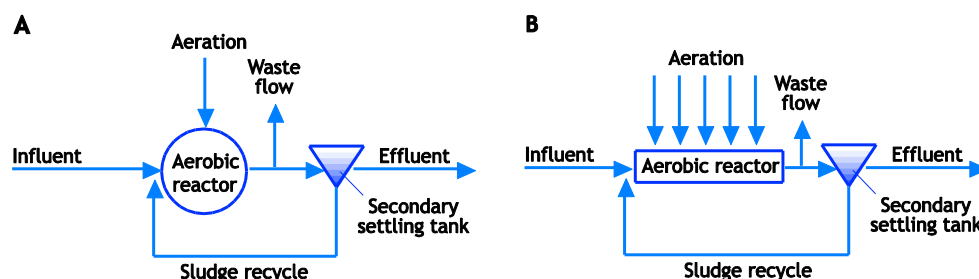 A
Aeration
Waste
flow
Influent
Aerobic
reactor
Effluent
Secondary
settling tank
Sludge recycle
B
Aeration
Waste
flow
Influent
Aerobic reactor
Effluent
Secondary
settling tank
Sludge recycle